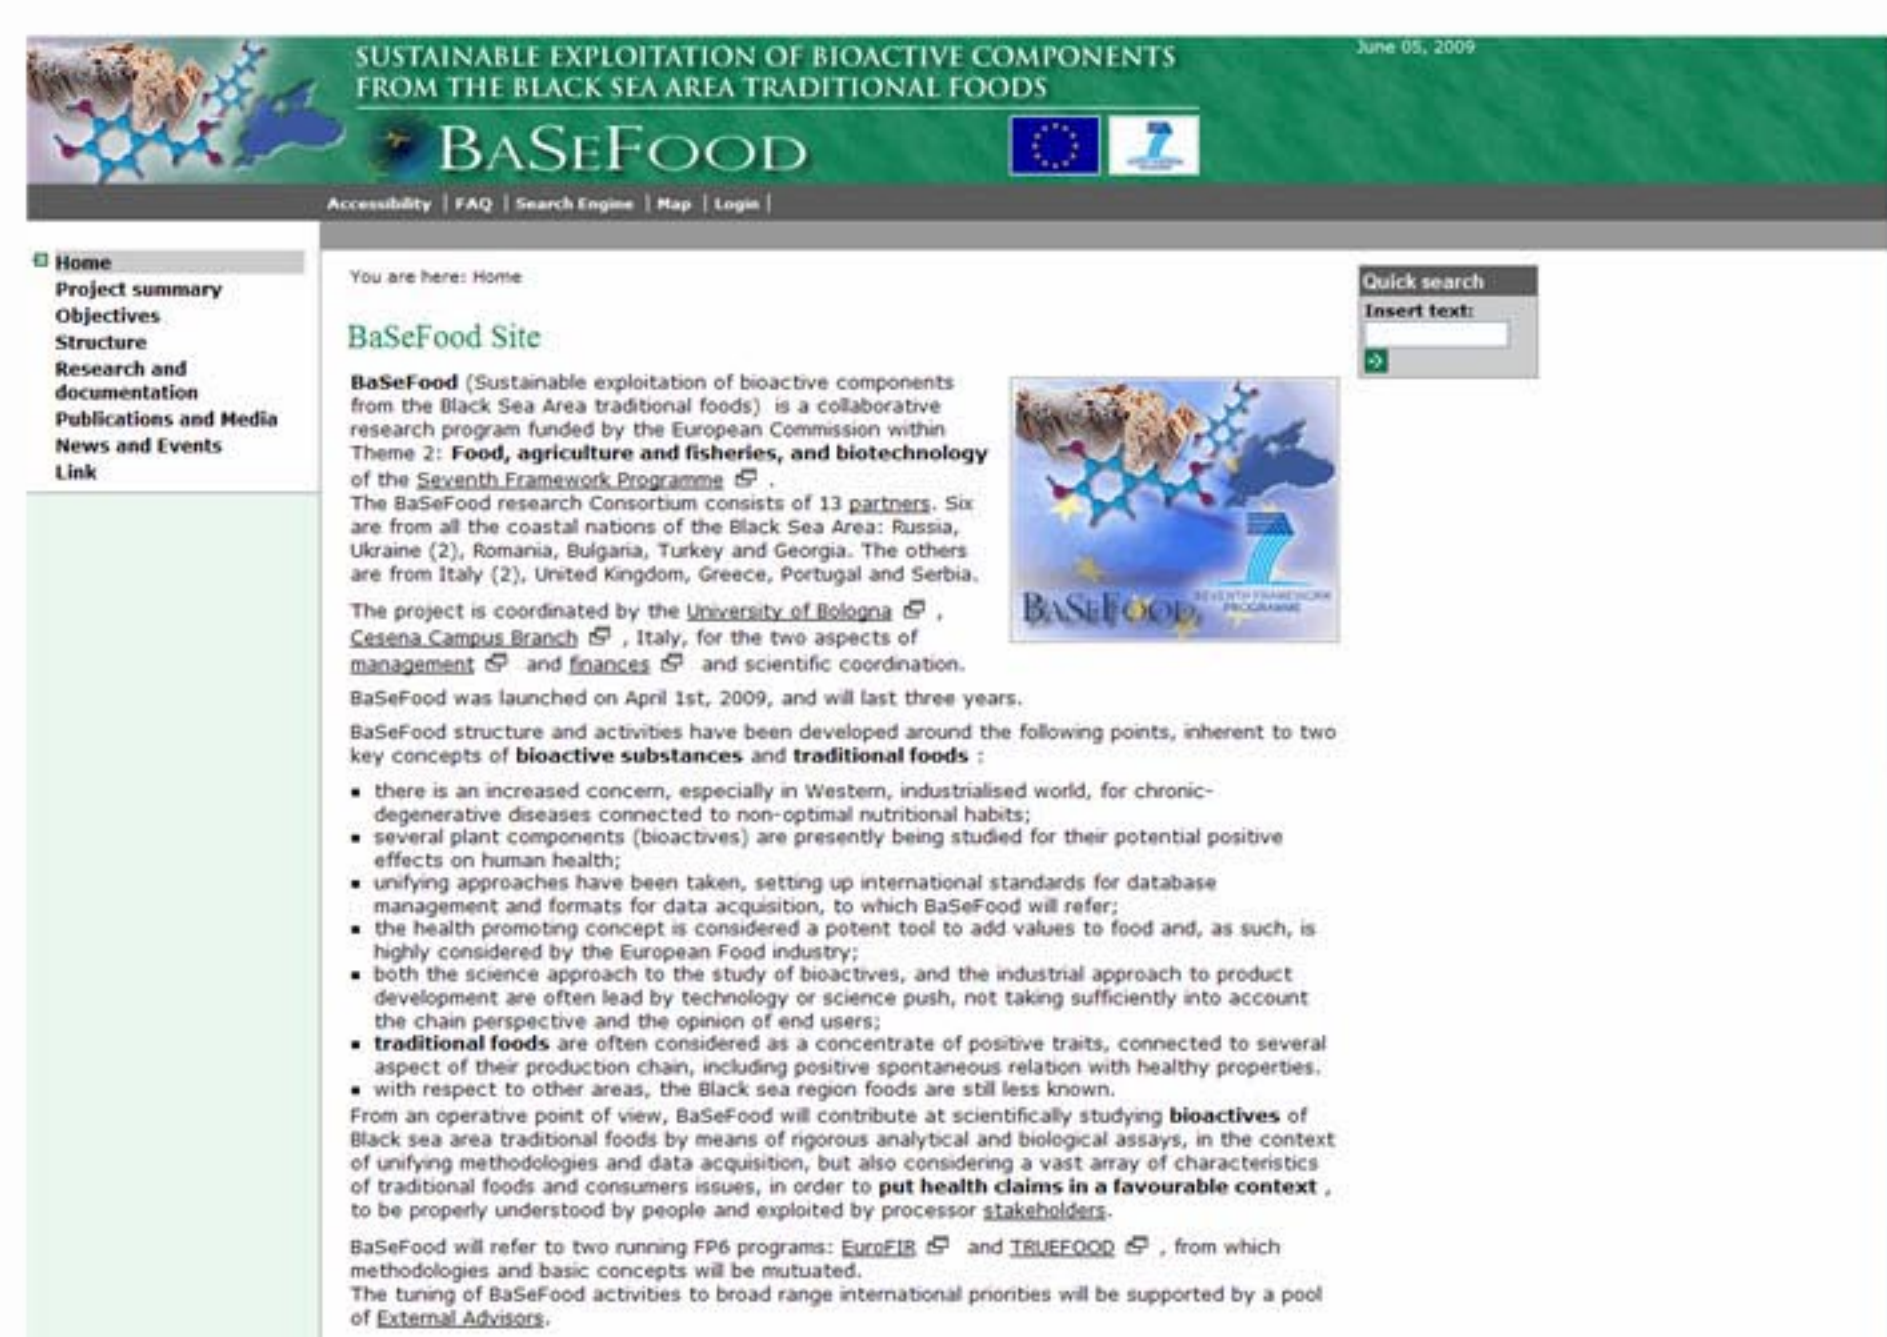 SUSTAINABLE EXPLOITATION OF BIOACTIVE COMPONENTS
FROM THE BLACK SEA AREA TRADITIONAL FOODS
June 05, 2009
BASEFOOD
Accessibility | FAQ | Search Engine | Map | Login |
Home
Project summary
Objectives
Structure
Research and
documentation
Publications and Media
News and Events
Link
You are here: Home
BaSeFood Site
BaSeFood (Sustainable exploitation of bioactive components
from the Black Sea Area traditional foods) is a collaborative
research program funded by the European Commission within
Theme 2: Food, agriculture and fisheries, and biotechnology
of the Seventh Framework Programme .
The BaSeFood research Consortium consists of 13 partners. Six
are from all the coastal nations of the Black Sea Area: Russia,
Ukraine (2), Romania, Bulgaria, Turkey and Georgia. The others
are from Italy (2), United Kingdom, Greece, Portugal and Serbia.
The project is coordinated by the University of Bologna ,
Cesena Campus Branch , Italy, for the two aspects of
management and finances and scientific coordination.
BASEFOOD
SEVENTH FRAMEWORK
PROGRAMME
BaSeFood was launched on April 1st, 2009, and will last three years.
BaSeFood structure and activities have been developed around the following points, inherent to two
key concepts of bioactive substances and traditional foods :
▪ there is an increased concern, especially in Western, industrialised world, for chronic-
degenerative diseases connected to non-optimal nutritional habits;
▪ several plant components (bioactives) are presently being studied for their potential positive
effects on human health;
▪ unifying approaches have been taken, setting up international standards for database
management and formats for data acquisition, to which BaSeFood will refer;
▪ the health promoting concept is considered a potent tool to add values to food and, as such, is
highly considered by the European Food industry;
▪ both the science approach to the study of bioactives, and the industrial approach to product
development are often lead by technology or science push, not taking sufficiently into account
the chain perspective and the opinion of end users;
▪ traditional foods are often considered as a concentrate of positive traits, connected to several
aspect of their production chain, including positive spontaneous relation with healthy properties.
▪ with respect to other areas, the Black sea region foods are still less known.
From an operative point of view, BaSeFood will contribute at scientifically studying bioactives of
Black sea area traditional foods by means of rigorous analytical and biological assays, in the context
of unifying methodologies and data acquisition, but also considering a vast array of characteristics
of traditional foods and consumers issues, in order to put health claims in a favourable context ,
to be properly understood by people and exploited by processor stakeholders.
BaSeFood will refer to two running FP6 programs: EuroFIR and TRUEFOOD , from which
methodologies and basic concepts will be mutuated.
The tuning of BaSeFood activities to broad range international priorities will be supported by a pool
of External Advisors.
Quick search
Insert text: